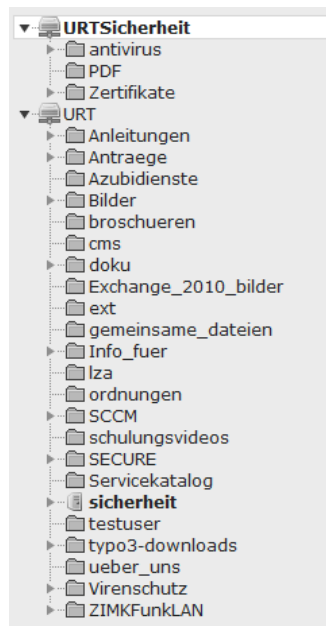 URTSicherheit
antivirus
PDF
Zertifikate
URT
Anleitungen
Antraege
Azubidienste
Bilder
broschueren
cms
doku
Exchange_2010_bilder
ext
gemeinsame_dateien
Info_fuer
lza
ordnungen
SCCM
schulungsvideos
SECURE
Servicekatalog
sicherheit
testuser
typo3-downloads
ueber_uns
Virenschutz
ZIMKFunkLAN